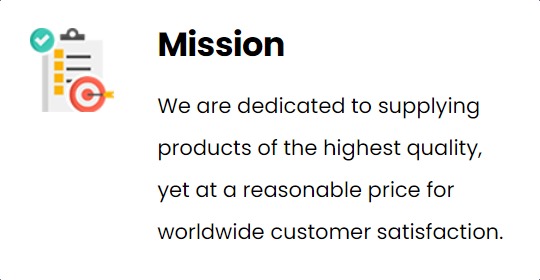 Mission
We are dedicated to supplying
products of the highest quality,
yet at a reasonable price for
worldwide customer satisfaction.